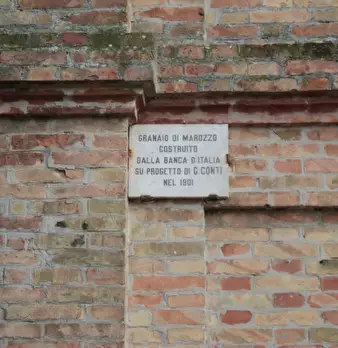 GRANAIO DI MAROZZO
COSTRUITO
DALLA BANCA D'ITALIA
SU PROGETTO DI G. CONTI
NEL 1901